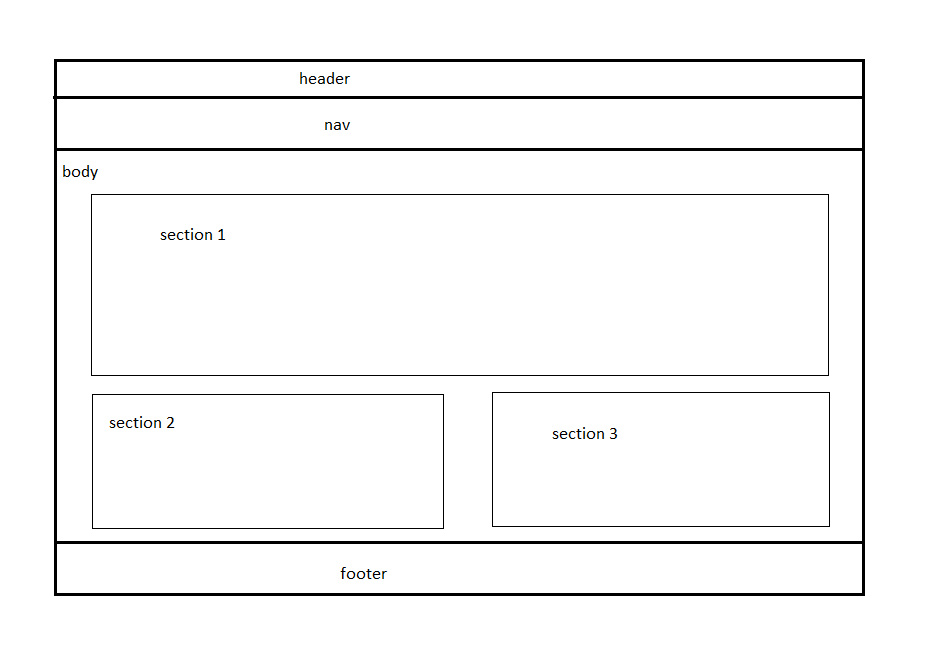 header
nav
body
section 1
section 2
section 3
footer